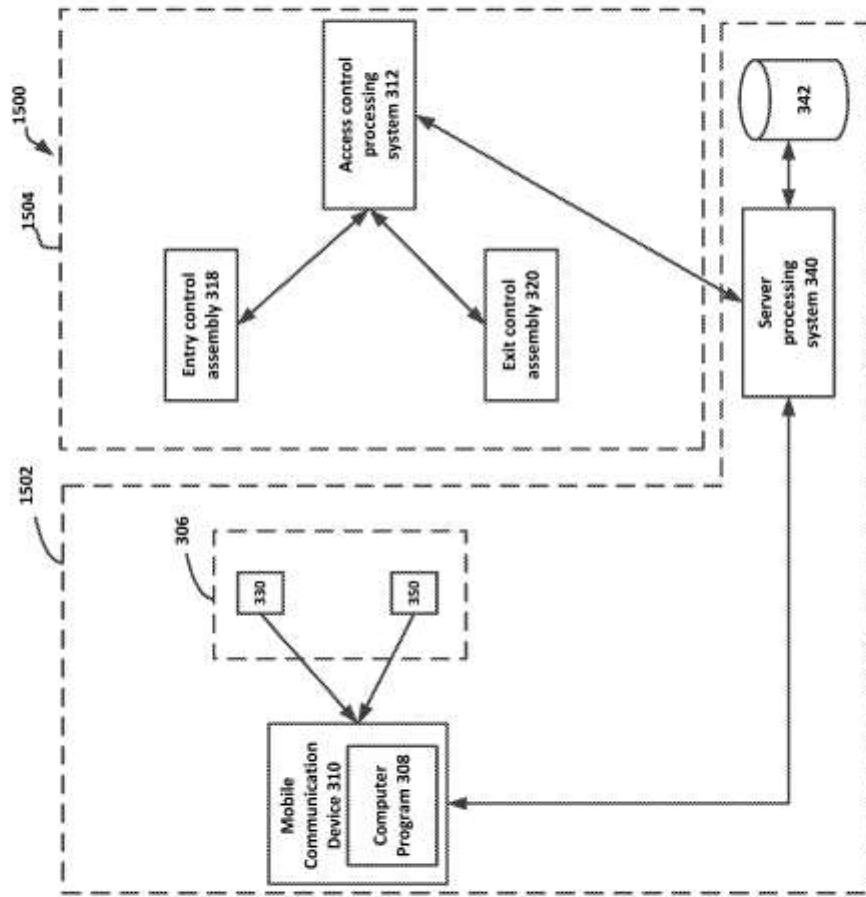 1500
1504
1502
Access control
processing
system 312
Entry control
assembly 318
Exit control
assembly 320
306
330
350
Mobile
Communication
Device 310
Computer
Program 308
Server
processing
system 340
342